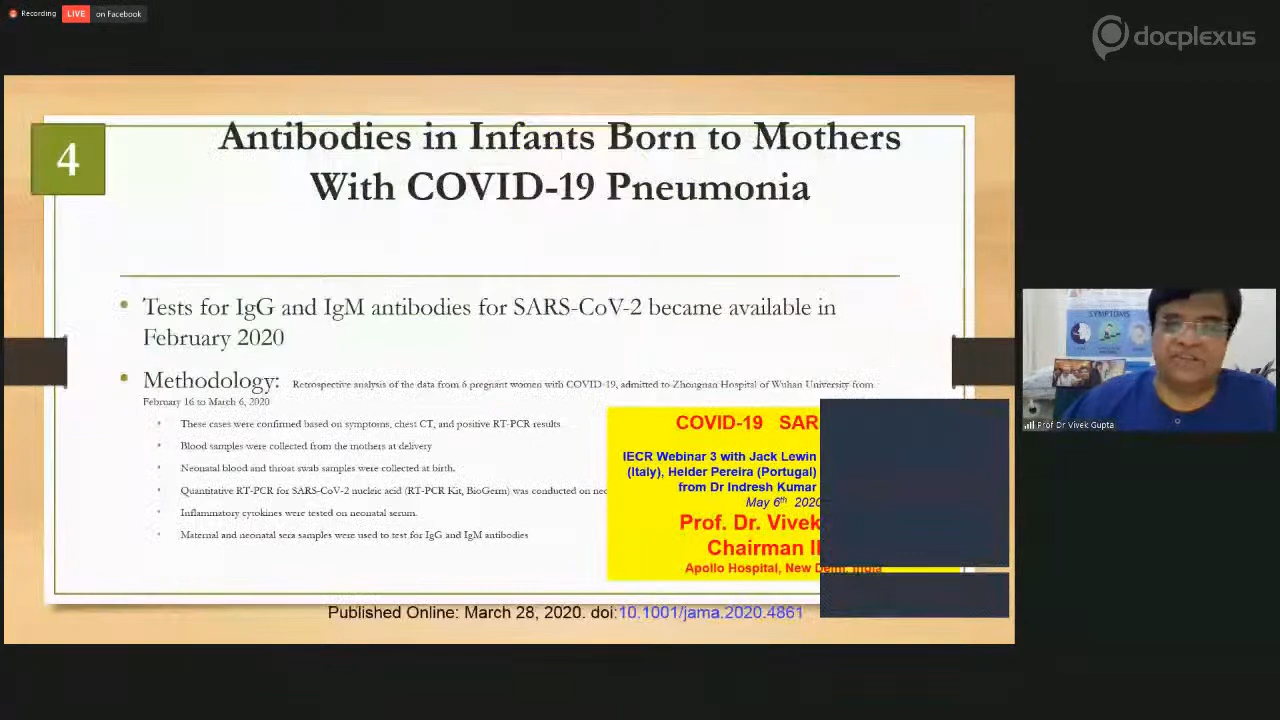 Recording LIVE on Facebook
docplexus
4
Antibodies in Infants Born to Mothers
With COVID-19 Pneumonia
Tests for IgG and IgM antibodies for SARS-CoV-2 became available in
February 2020
Methodology: Retrospective analysis of the data from 6 pregnant women with COVID-19, admitted to Zhongnan Hospital of Wuhan University from
February 16 to March 6, 2020
These cases were confirmed based on symptoms, chest CT, and positive RT-PCR results
Blood samples were collected from the mothers at delivery
Neonatal blood and throat swab samples were collected at birth.
Quantitative RT-PCR for SARS-CoV-2 nucleic acid (RT-PCR Kit, BioGerm) was conducted on
Inflammatory cytokines were tested on neonatal serum.
Maternal and neonatal sera samples were used to test for IgG and IgM antibodies
COVID-19 SAR
IECR Webinar 3 with Jack Lewin
(Italy), Helder Pereira (Portugal)
from Dr Indresh Kumar
May 6th 2020
Prof. Dr. Vivek
Chairman
Apollo Hospital, New Delhi, India
Published Online: March 28, 2020. doi:10.1001/jama.2020.4861
SYMPTOMS
Prof Dr Vivek Gupta